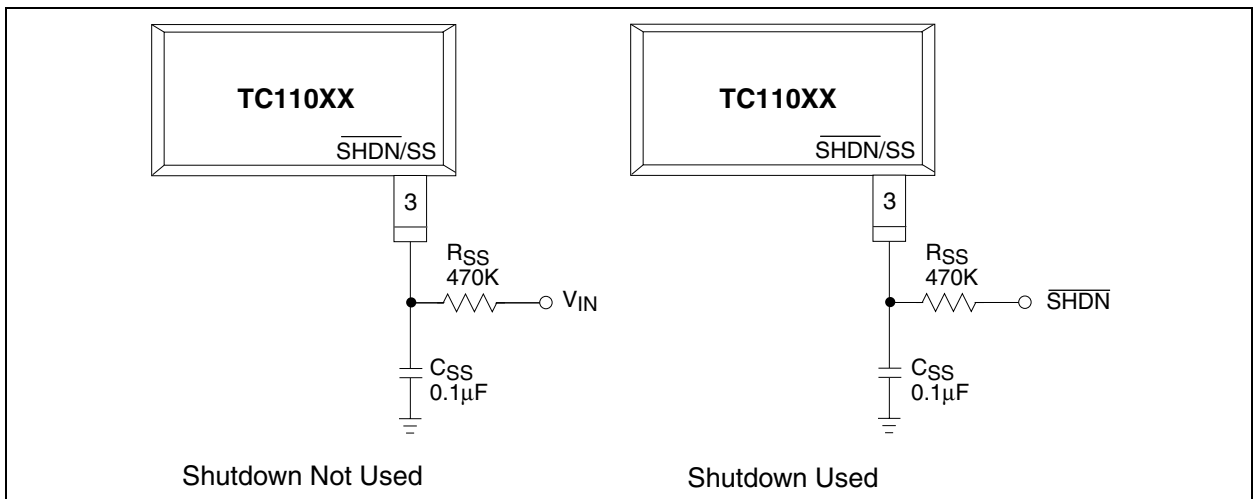 TC110XX
SHDN/SS
3
RSS
470K
VIN
CSS
0.1µF
Shutdown Not Used
TC110XX
SHDN/SS
3
RSS
470K
SHDN
CSS
0.1µF
Shutdown Used